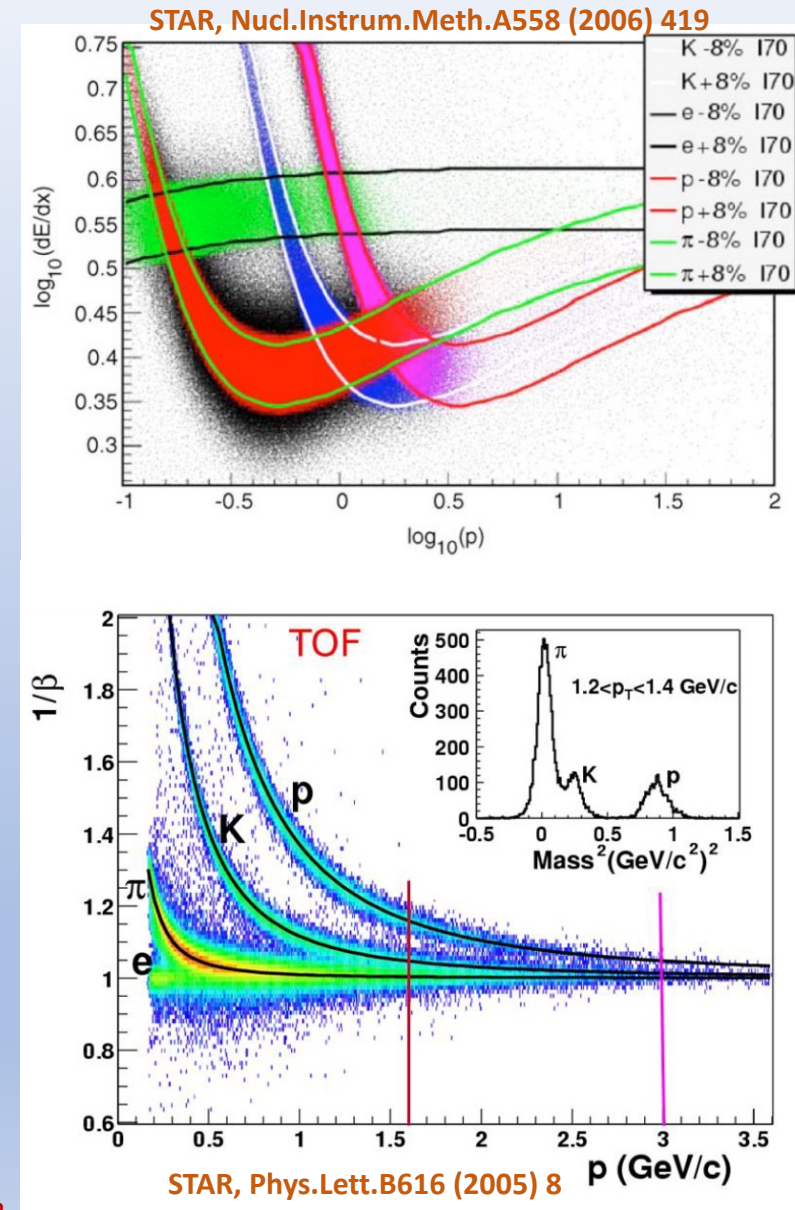 STAR, Nucl.Instrum.Meth.A558 (2006) 419
0.75
0.7
0.65
0.6
0.55
0.5
0.45
0.4
0.35
0.3
log10(dE/dx)
K-8% I70
K+8% I70
e-8% I70
e+8% I70
p-8% I70
p+8% I70
π-8% I70
π+8% I70
-1 -0.5 0 0.5 1 1.5 2
log10(p)
2
1.8
1.6
1.4
1.2
1
0.8
0.6
1/β
TOF
Counts
500
400
300
200
100
0
π
1.2<pT<1.4 GeV/c
K
p
-0.5 0 0.5 1 1.5
Mass2(GeV/c2)2
p
K
π
e
0 0.5 1 1.5 2 2.5 3 3.5
p (GeV/c)
STAR, Phys.Lett.B616 (2005) 8